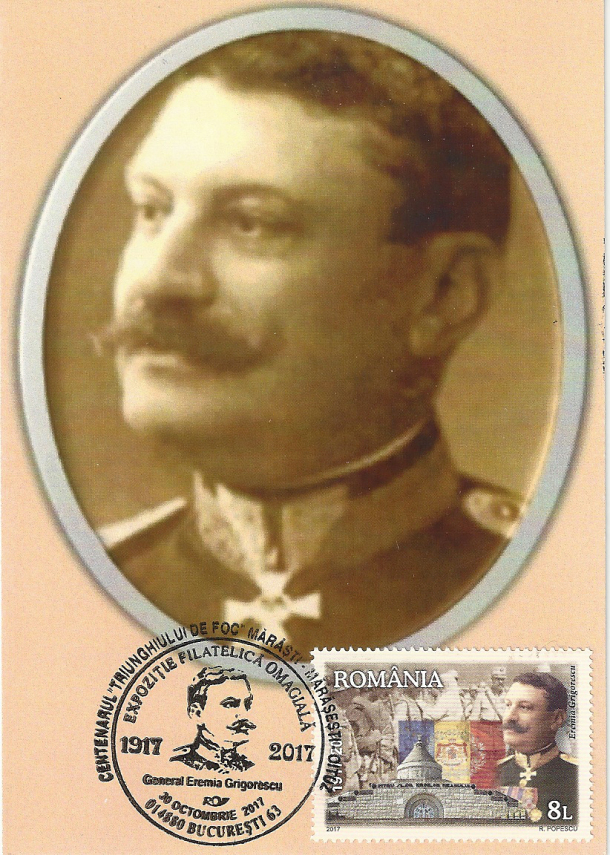 CENTENARUL "TRIUNGHIULUI DE FOC" MĂRĂȘTI - MĂRĂȘEȘTI - OITUZ
EXPOZIȚIE FILATELICĂ OMAGIALĂ
1917 2017
General Eremia Grigorescu
30 OCTOMBRIE 2017
014880 BUCUREȘTI 63
ROMÂNIA
Eremia Grigorescu
8L
2017
R. POPESCU